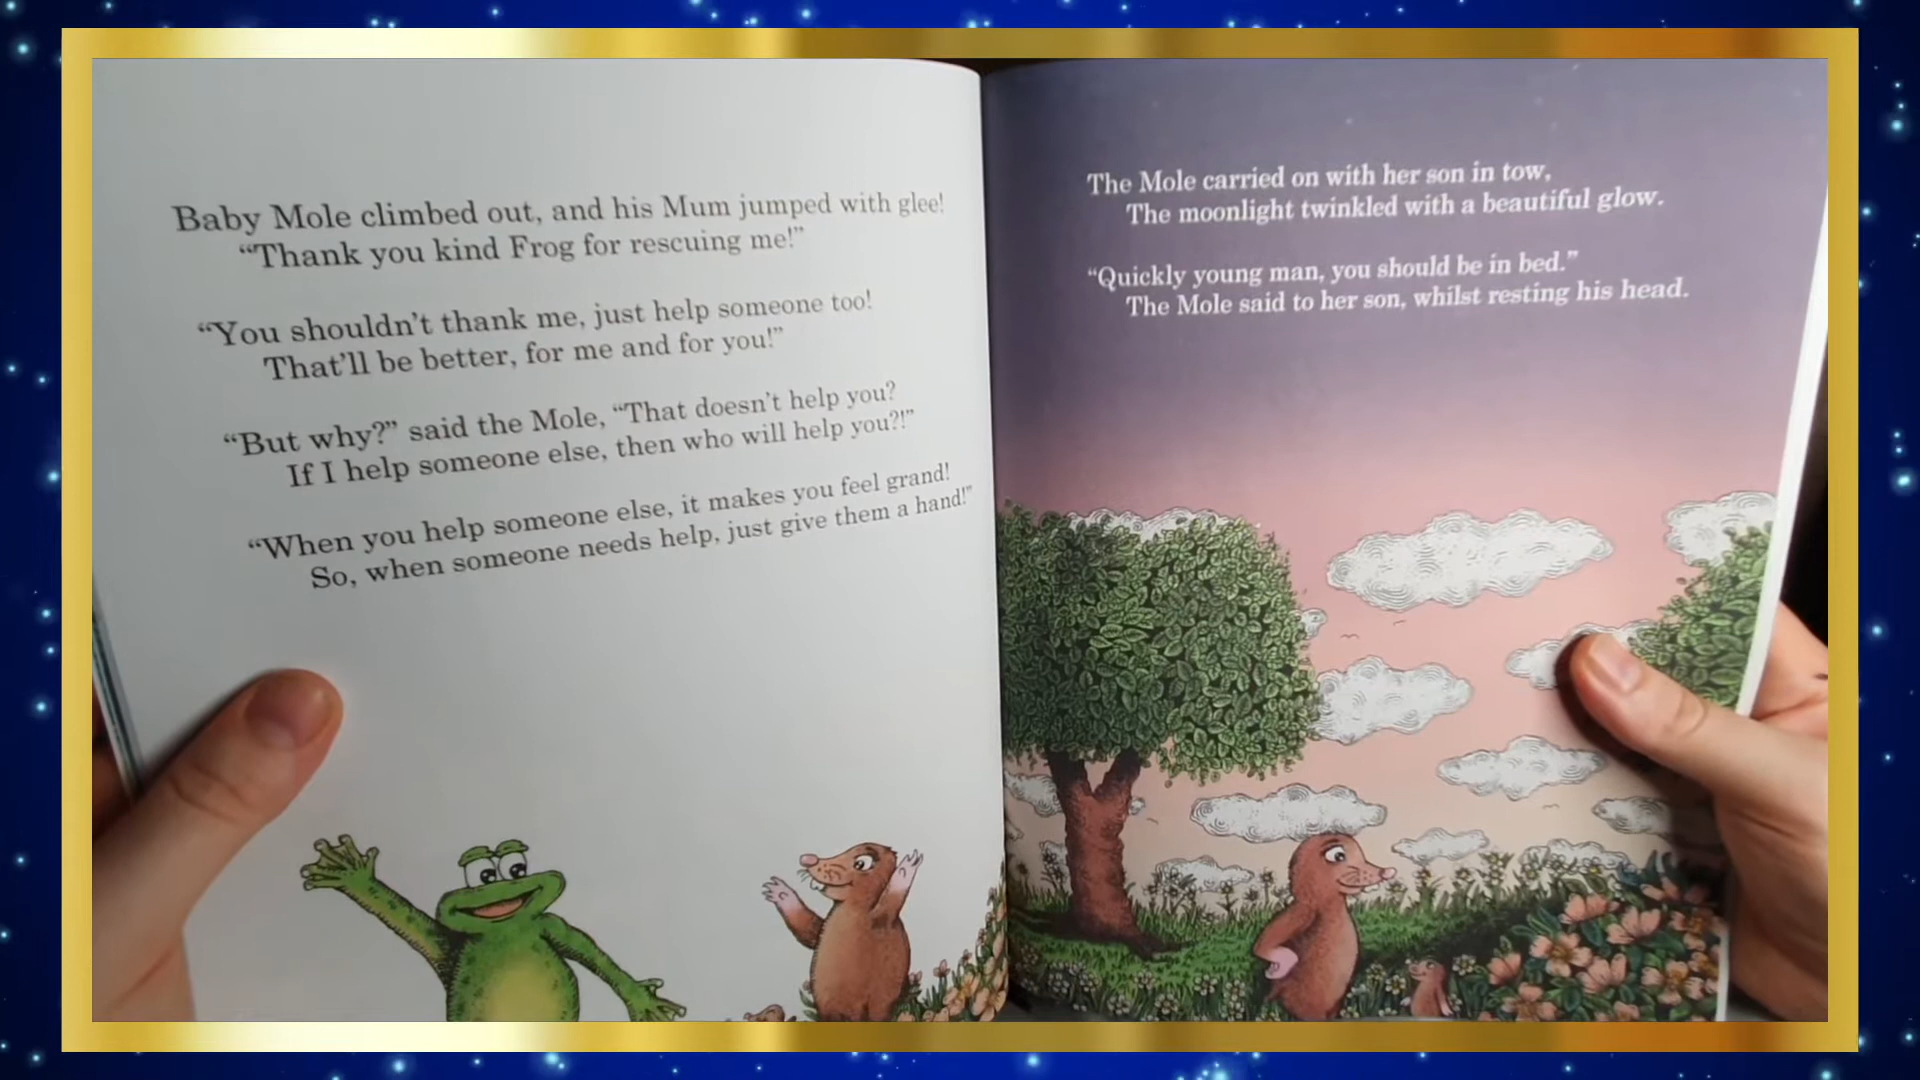 Baby Mole climbed out, and his Mum jumped with glee!
“Thank you kind Frog for rescuing me!”
“You shouldn’t thank me, just help someone too!
That’ll be better, for me and for you!”
“But why?” said the Mole, “That doesn’t help you?
If I help someone else, then who will help you?!”
“When you help someone else, it makes you feel grand!
So, when someone needs help, just give them a hand!”
The Mole carried on with her son in tow,
The moonlight twinkled with a beautiful glow.
“Quickly young man, you should be in bed.”
The Mole said to her son, whilst resting his head.